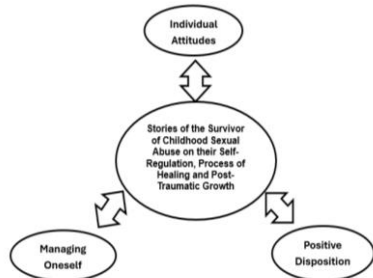 Individual
Attitudes
Stories of the Survivor
of Childhood Sexual
Abuse on their Self-
Regulation, Process of
Healing and Post-
Traumatic Growth
Managing
Oneself
Positive
Disposition